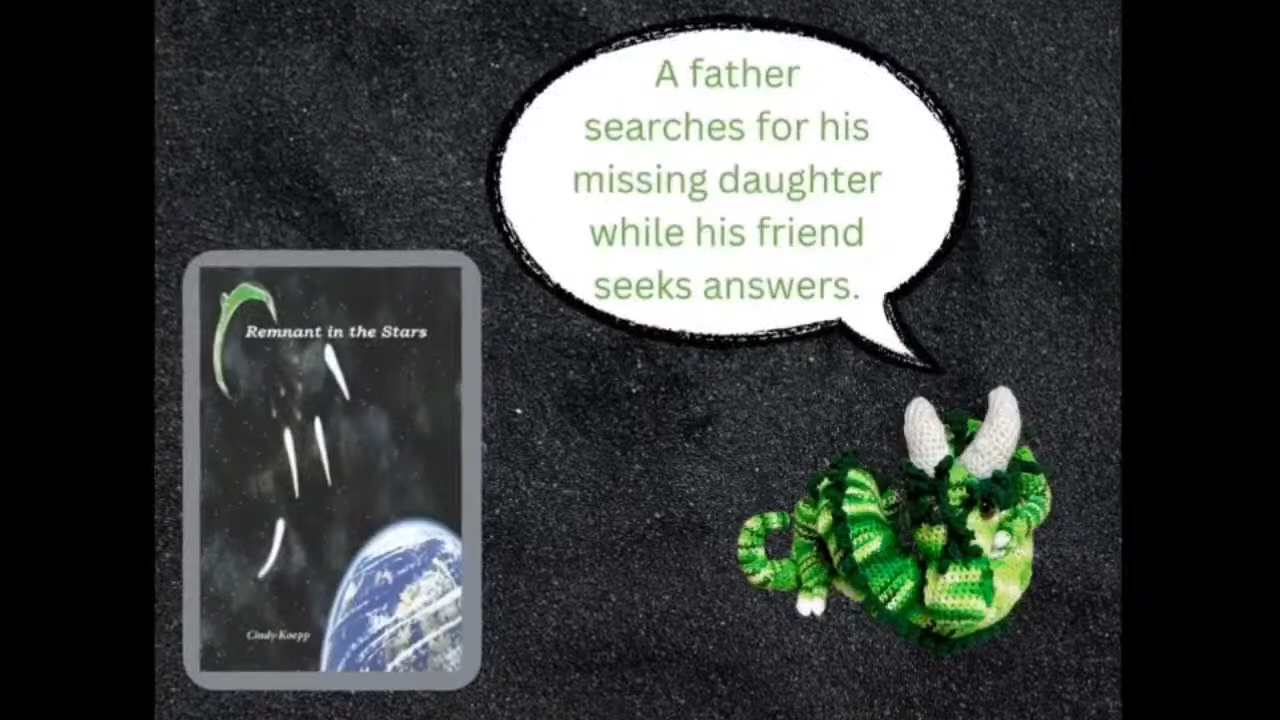 A father
searches for his
missing daughter
while his friend
seeks answers.
Remnant in the Stars
Cindy Koepp